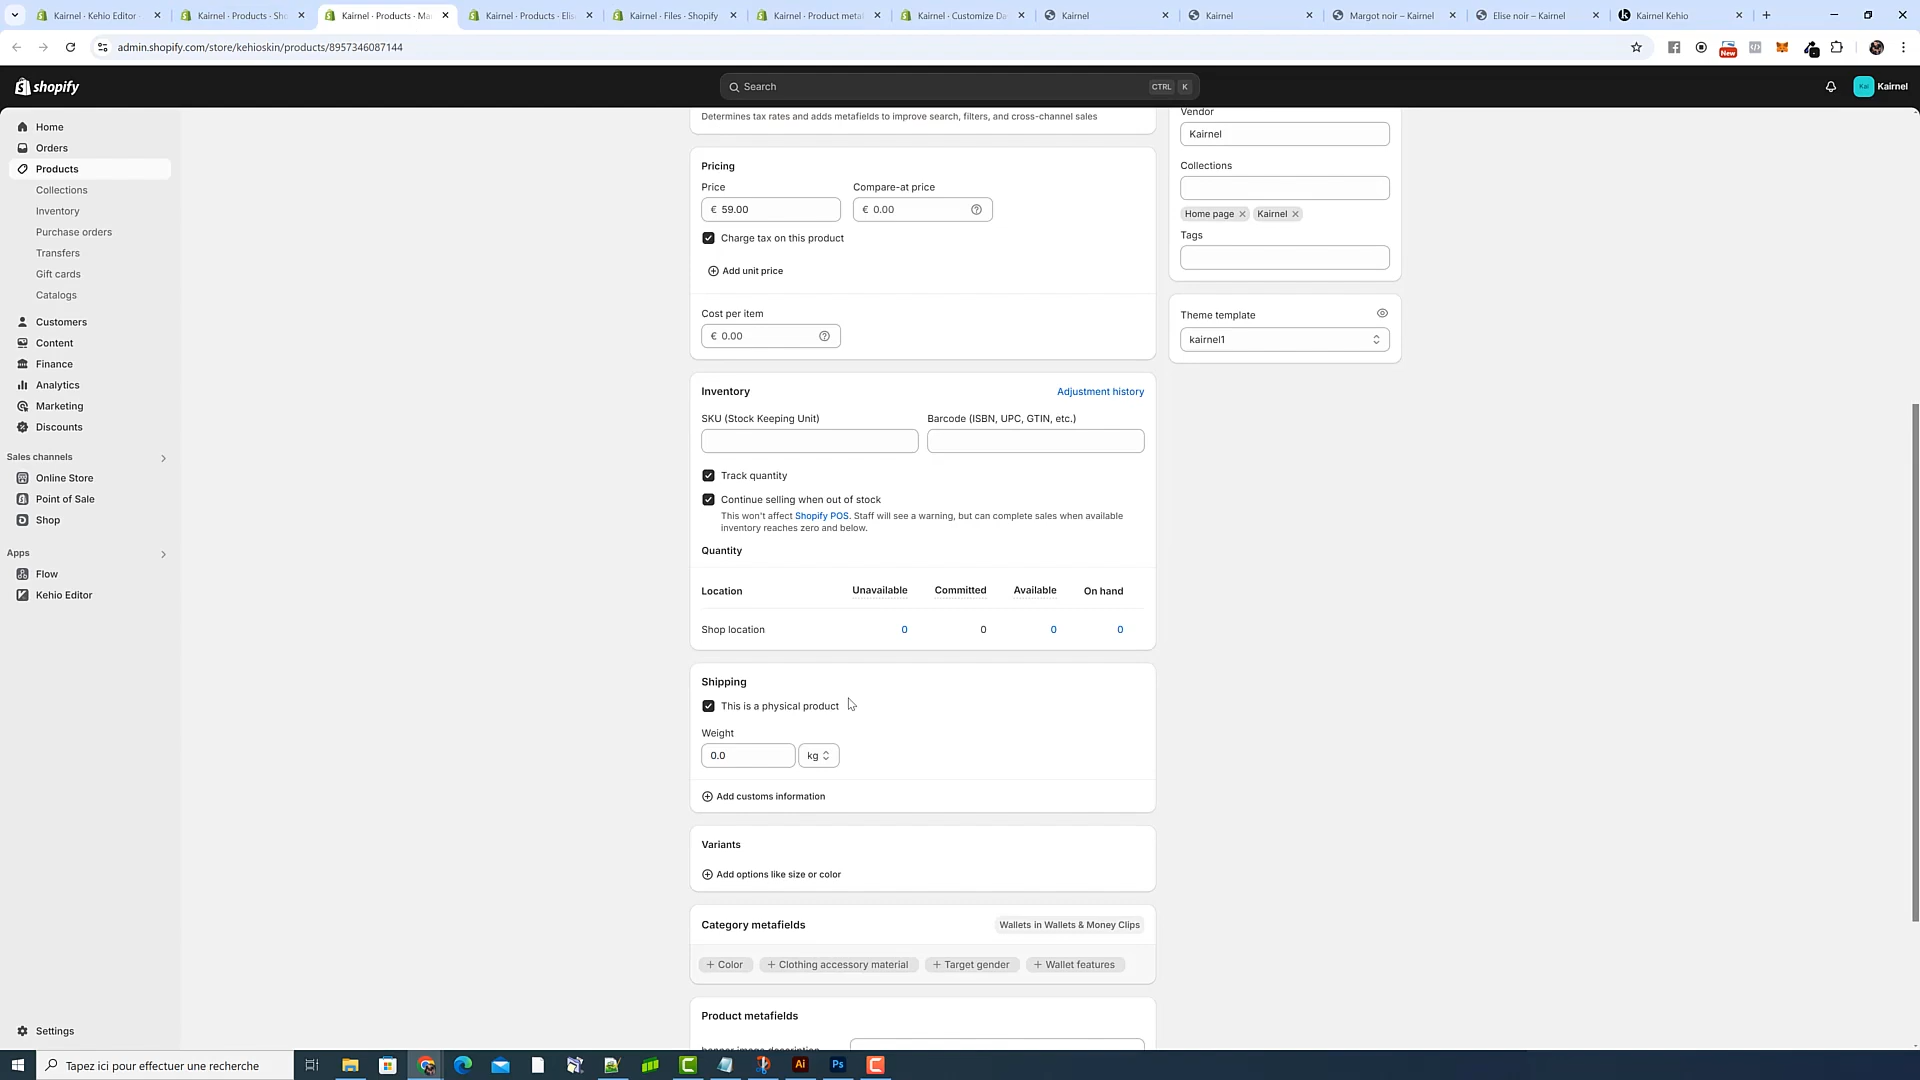 Kairnel · Kehio Editor
Kairnel · Products · Sho
Kairnel · Products · Ma
Kairnel · Products · Elis
Kairnel · Files · Shopify
Kairnel · Product metaf
Kairnel · Customize Da
Kairnel
Kairnel
Margot noir – Kairnel
Elise noir – Kairnel
Kairnel Kehio
admin.shopify.com/store/kehioskin/products/8957346087144
New
shopify
Search
CTRL K
Kai
Kairnel
Home
Orders
Products
Collections
Inventory
Purchase orders
Transfers
Gift cards
Catalogs
Customers
Content
Finance
Analytics
Marketing
Discounts
Sales channels
Online Store
Point of Sale
Shop
Apps
Flow
Kehio Editor
Settings
Determines tax rates and adds metafields to improve search, filters, and cross-channel sales
Pricing
Price
Compare-at price
€ 59.00
€ 0.00
Charge tax on this product
Add unit price
Cost per item
€ 0.00
Inventory
Adjustment history
SKU (Stock Keeping Unit)
Barcode (ISBN, UPC, GTIN, etc.)
Track quantity
Continue selling when out of stock
This won't affect Shopify POS. Staff will see a warning, but can complete sales when available
inventory reaches zero and below.
Quantity
Location Unavailable Committed Available On hand
Shop location 0 0 0 0
Shipping
This is a physical product
Weight
0.0
kg
Add customs information
Variants
Add options like size or color
Category metafields
Wallets in Wallets & Money Clips
+ Color
+ Clothing accessory material
+ Target gender
+ Wallet features
Product metafields
Vendor
Kairnel
Collections
Home page
Kairnel
Tags
Theme template
kairnel1
Tapez ici pour effectuer une recherche
Ai
Ps